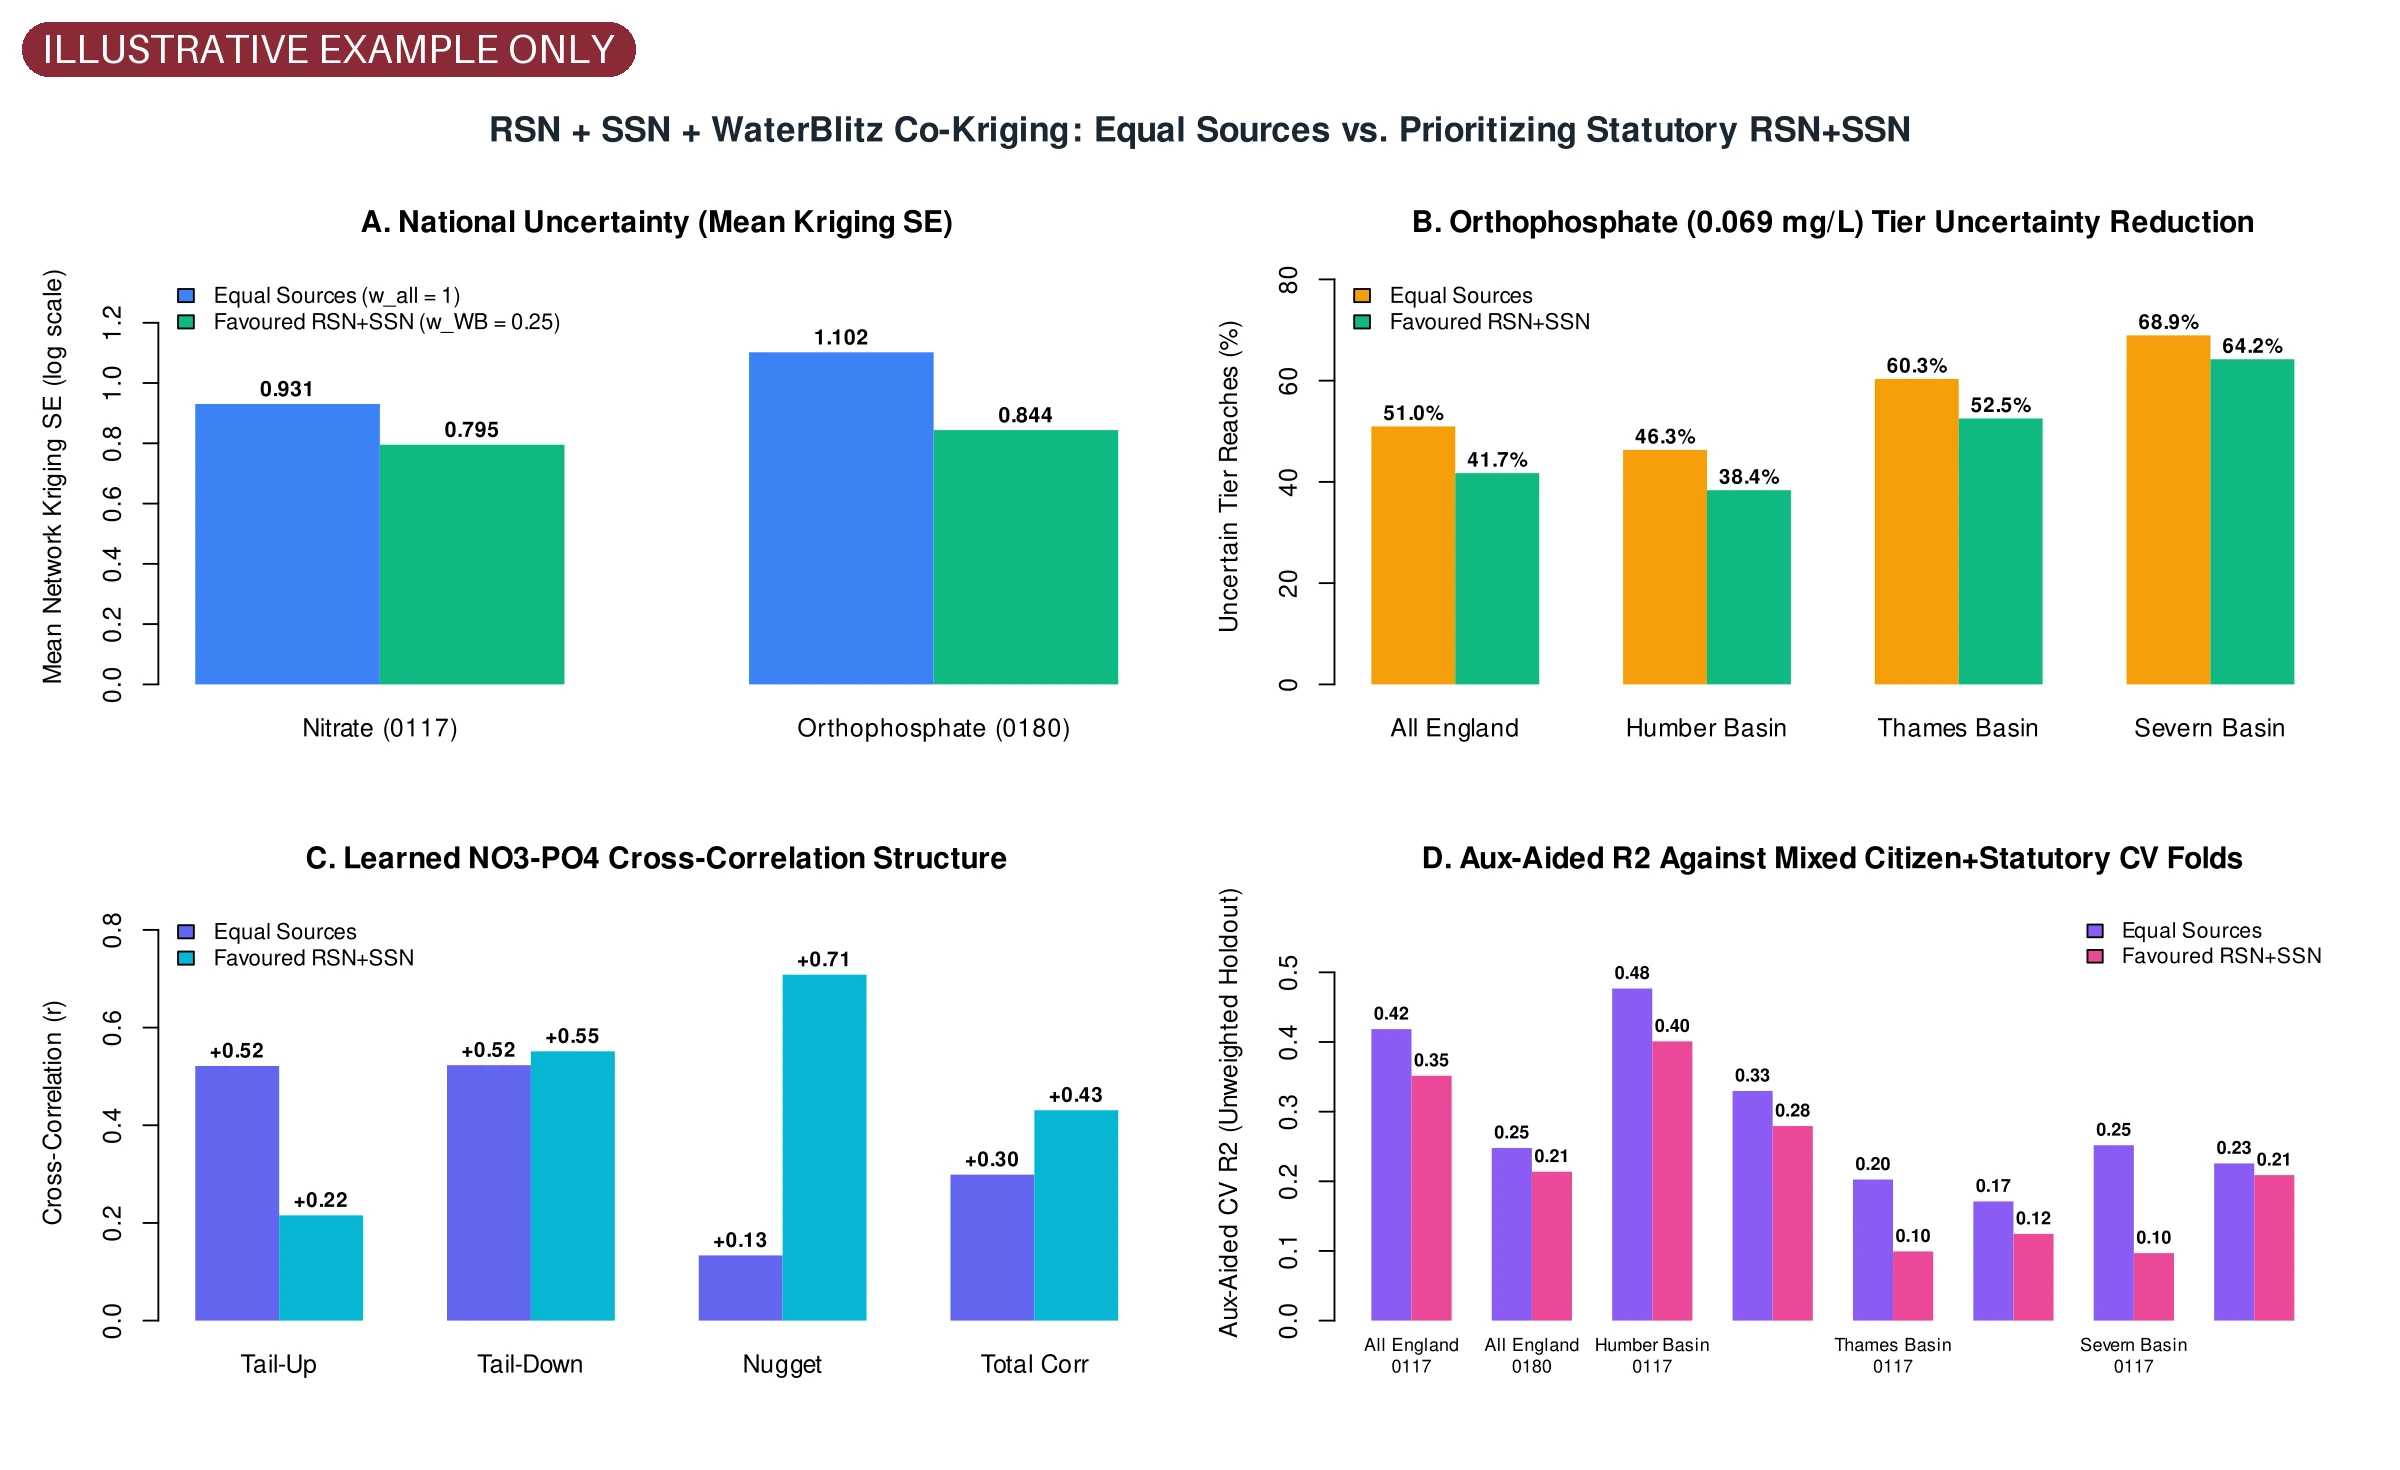 ILLUSTRATIVE EXAMPLE ONLY
RSN + SSN + WaterBlitz Co-Kriging: Equal Sources vs. Prioritizing Statutory RSN+SSN
A. National Uncertainty (Mean Kriging SE)
Mean Network Kriging SE (log scale)
0.0
0.2
0.4
0.6
0.8
1.0
1.2
Equal Sources (w_all = 1)
Favoured RSN+SSN (w_WB = 0.25)
0.931
0.795
1.102
0.844
Nitrate (0117)
Orthophosphate (0180)
B. Orthophosphate (0.069 mg/L) Tier Uncertainty Reduction
Uncertain Tier Reaches (%)
0
20
40
60
80
Equal Sources
Favoured RSN+SSN
51.0%
41.7%
46.3%
38.4%
60.3%
52.5%
68.9%
64.2%
All England
Humber Basin
Thames Basin
Severn Basin
C. Learned NO3-PO4 Cross-Correlation Structure
Cross-Correlation (r)
0.0
0.2
0.4
0.6
0.8
Equal Sources
Favoured RSN+SSN
+0.52
+0.22
+0.52
+0.55
+0.13
+0.71
+0.30
+0.43
Tail-Up
Tail-Down
Nugget
Total Corr
D. Aux-Aided R2 Against Mixed Citizen+Statutory CV Folds
Aux-Aided CV R2 (Unweighted Holdout)
0.0
0.1
0.2
0.3
0.4
0.5
Equal Sources
Favoured RSN+SSN
0.42
0.35
0.25
0.21
0.48
0.40
0.33
0.28
0.20
0.10
0.17
0.12
0.25
0.10
0.23
0.21
All England
0117
All England
0180
Humber Basin
0117
Thames Basin
0117
Severn Basin
0117